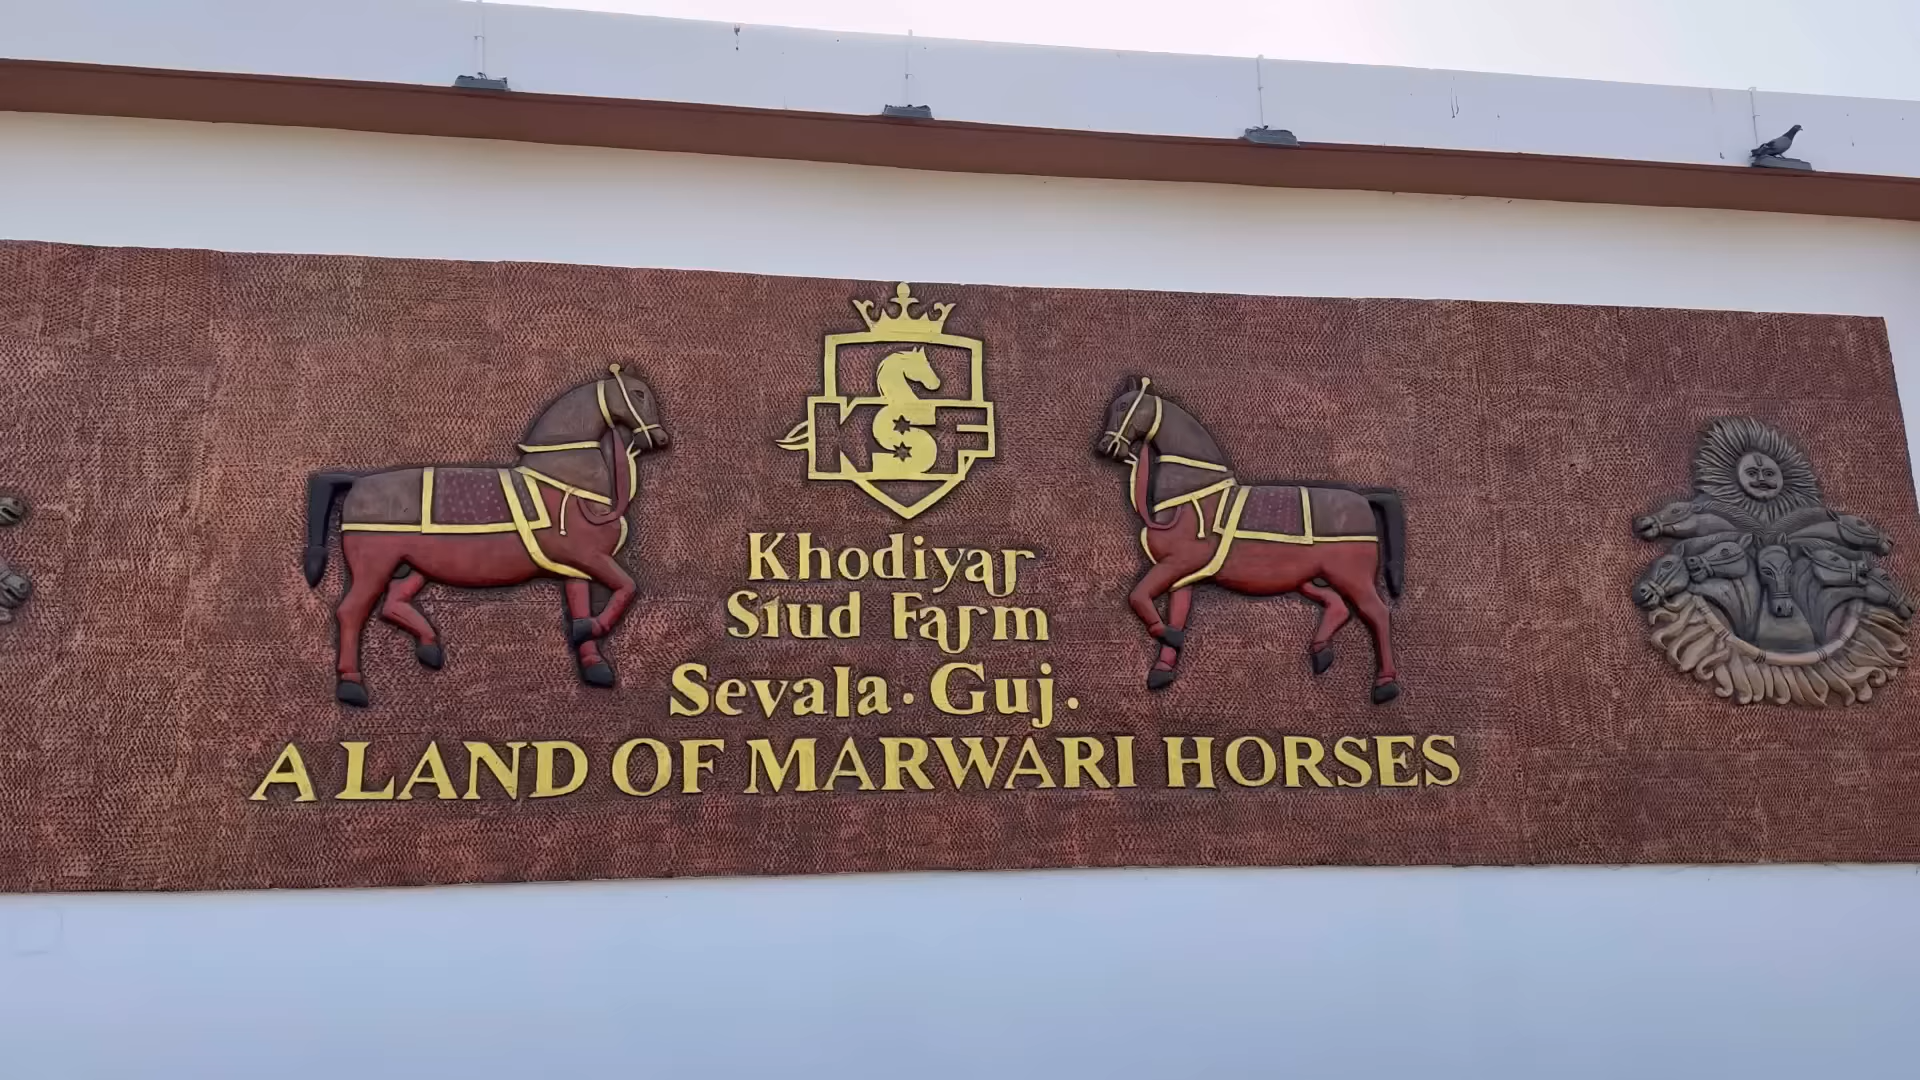 KSF
Khodiyar
Stud Farm
Sevala. Guj.
A LAND OF MARWARI HORSES